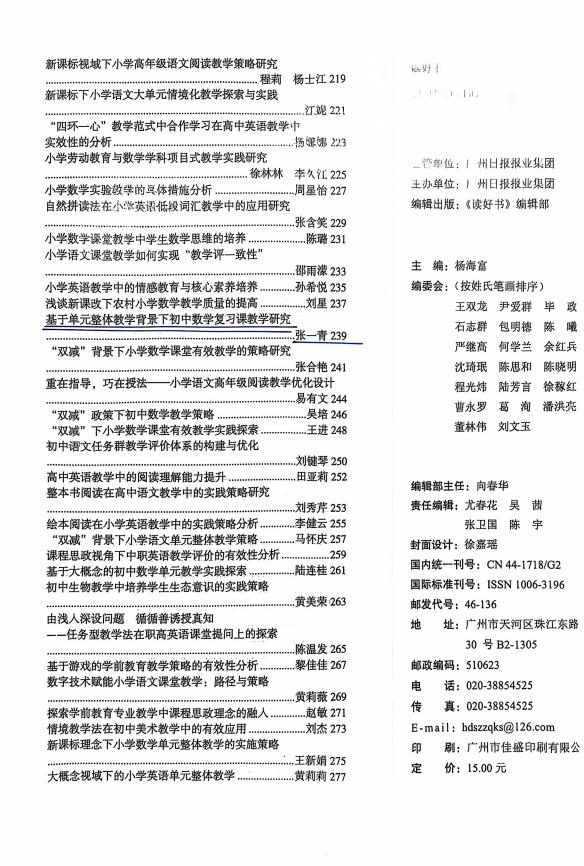 新课标视域下小学高年级语文阅读教学策略研究
................................................................程莉 杨士江 219
新课标下小学语文大单元情境化教学探索与实践
................................................................江婗 221
“四环一心”教学范式中合作学习在高中英语教学中
实效性的分析................................杨娜娜 223
小学劳动教育与数学学科项目式教学实践研究
................................................................徐林林 李久江 225
小学数学实验教学的具体措施分析................周星怡 227
自然拼读法在小学英语低段词汇教学中的应用研究
................................................................张含笑 229
小学数学课堂教学中学生数学思维的培养................陈璐 231
小学语文课堂教学如何实现“教学评一致性”
................................................................邵雨濛 233
小学英语教学中的情感教育与核心素养培养........孙希悦 235
浅谈新课改下农村小学数学教学质量的提高........刘星 237
基于单元整体教学背景下初中数学复习课教学研究
................................................................张一青 239
“双减”背景下小学数学课堂有效教学的策略研究
................................................................张合艳 241
重在指导，巧在授法——小学语文高年级阅读教学优化设计
................................................................易有文 244
“双减”政策下初中数学教学策略................吴培 246
“双减”下小学数学课堂有效教学实践探索........王进 248
初中语文任务群教学评价体系的构建与优化
................................................................刘键琴 250
高中英语教学中的阅读理解能力提升................田亚莉 252
整本书阅读在高中语文教学中的实践策略研究
................................................................刘秀芹 253
绘本阅读在小学英语教学中的实践策略分析........李健云 255
“双减”背景下小学语文单元整体教学策略........马怀庆 257
课程思政视角下中职英语教学评价的有效性分析........259
基于大概念的初中数学单元教学实践探索........陆连桂 261
初中生物教学中培养学生生态意识的实践策略
................................................................黄美荣 263
由浅人深设问题 循循善诱授真知
——任务型教学法在职高英语课堂提问上的探索
................................................................陈温发 265
基于游戏的学前教育教学策略的有效性分析........黎佳佳 267
数字技术赋能小学语文课堂教学：路径与策略
................................................................黄莉薇 269
探索学前教育专业教学中课程思政理念的融人........赵敏 271
情境教学法在初中美术教学中的有效应用........刘杰 273
新课标理念下小学数学单元整体教学的实施策略
................................................................王新娟 275
大概念视域下的小学英语单元整体教学........黄莉莉 277
读好书
管单位：广州日报报业集团
主办单位：广州日报报业集团
编辑出版：《读好书》编辑部
主 编：杨海富
编委会：（按姓氏笔画排序）
王双龙 尹爱群 毕 政
石志群 包明德 陈 曦
严继高 何学兰 余红兵
沈琦珉 陈思和 陈晓明
程光炜 陆芳言 徐稼红
曹永罗 葛 洵 潘洪亮
董林伟 刘文玉
编辑部主任：向春华
责任编辑：尤春花 吴 茜
张卫国 陈 宇
封面设计：徐嘉瑶
国内统一刊号：CN 44-1718/G2
国际标准刊号：ISSN 1006-3196
邮发代号：46-136
地 址：广州市天河区珠江东路
30 号 B2-1305
邮政编码：510623
电 话：020-38854525
传 真：020-38854525
E-mail：hdszzqks@126.com
印 刷：广州市佳盛印刷有限公
定 价：15.00 元